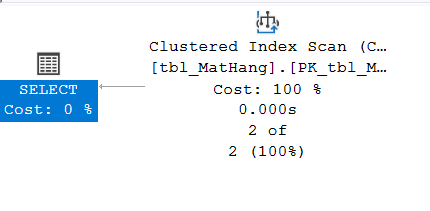 Clustered Index Scan (C…
[tbl_MatHang].[PK_tbl_M…
Cost: 100 %
0.000s
2 of
2 (100%)
SELECT
Cost: 0 %